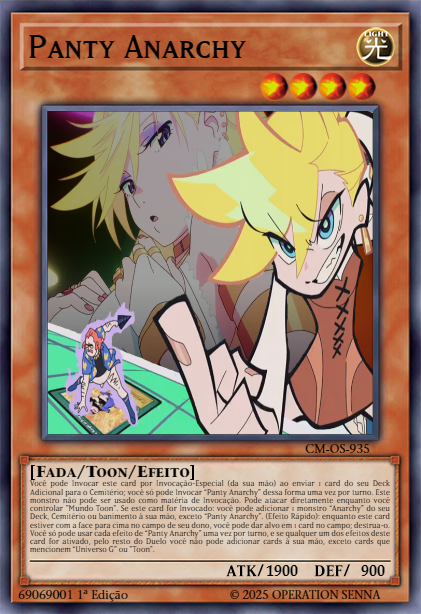 PANTY ANARCHY
LIGHT
光
CM-OS-935
[FADA/TOON/EFEITO]
Você pode Invocar este card por Invocação-Especial (da sua mão) ao enviar 1 card do seu Deck
Adicional para o Cemitério; você só pode Invocar "Panty Anarchy" dessa forma uma vez por turno. Este
monstro não pode ser usado como matéria de Invocação. Pode atacar diretamente enquanto você
controlar "Mundo Toon". Se este card for Invocado: você pode adicionar 1 monstro "Anarchy" do seu
Deck, Cemitério ou banimento à sua mão, exceto "Panty Anarchy". (Efeito Rápido): enquanto este card
estiver com a face para cima no campo de seu dono, você pode dar alvo em 1 card no campo; destrua-o.
Você só pode usar cada efeito de "Panty Anarchy" uma vez por turno, e se qualquer um dos efeitos deste
card for ativado, pelo resto do Duelo você não pode adicionar cards à sua mão, exceto cards que
mencionem "Universo G" ou "Toon".
ATK/1900 DEF/ 900
69069001 1ª Edição
© 2025 OPERATION SENNA